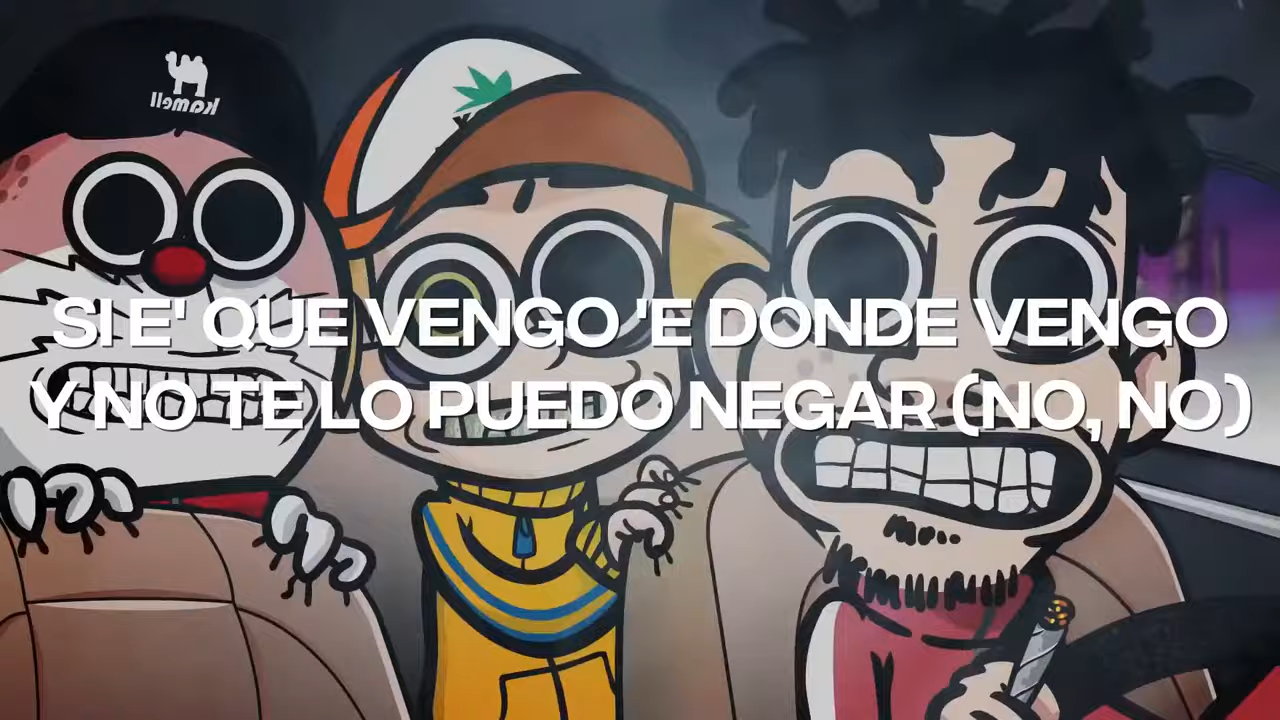 kamell
SI E' QUE VENGO 'E DONDE VENGO
Y NO TE LO PUEDO NEGAR (NO, NO)